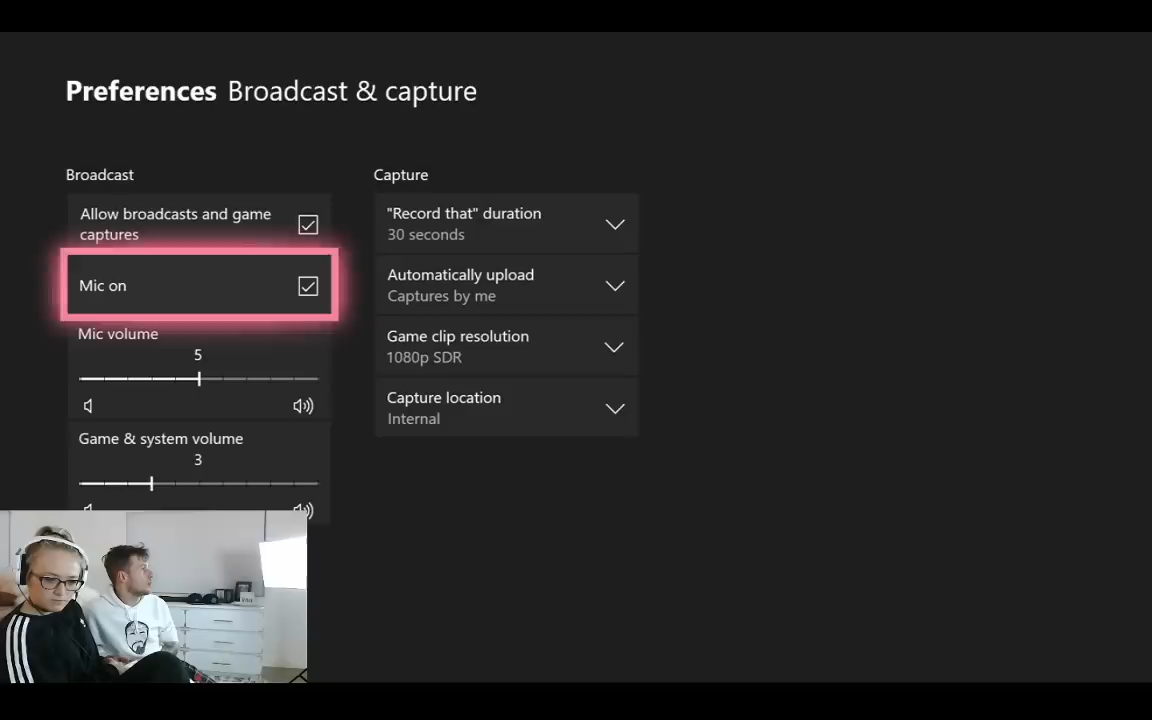 Preferences Broadcast & capture
Broadcast
Allow broadcasts and game
captures
Mic on
Mic volume
5
Game & system volume
3
Capture
"Record that" duration
30 seconds
Automatically upload
Captures by me
Game clip resolution
1080p SDR
Capture location
Internal